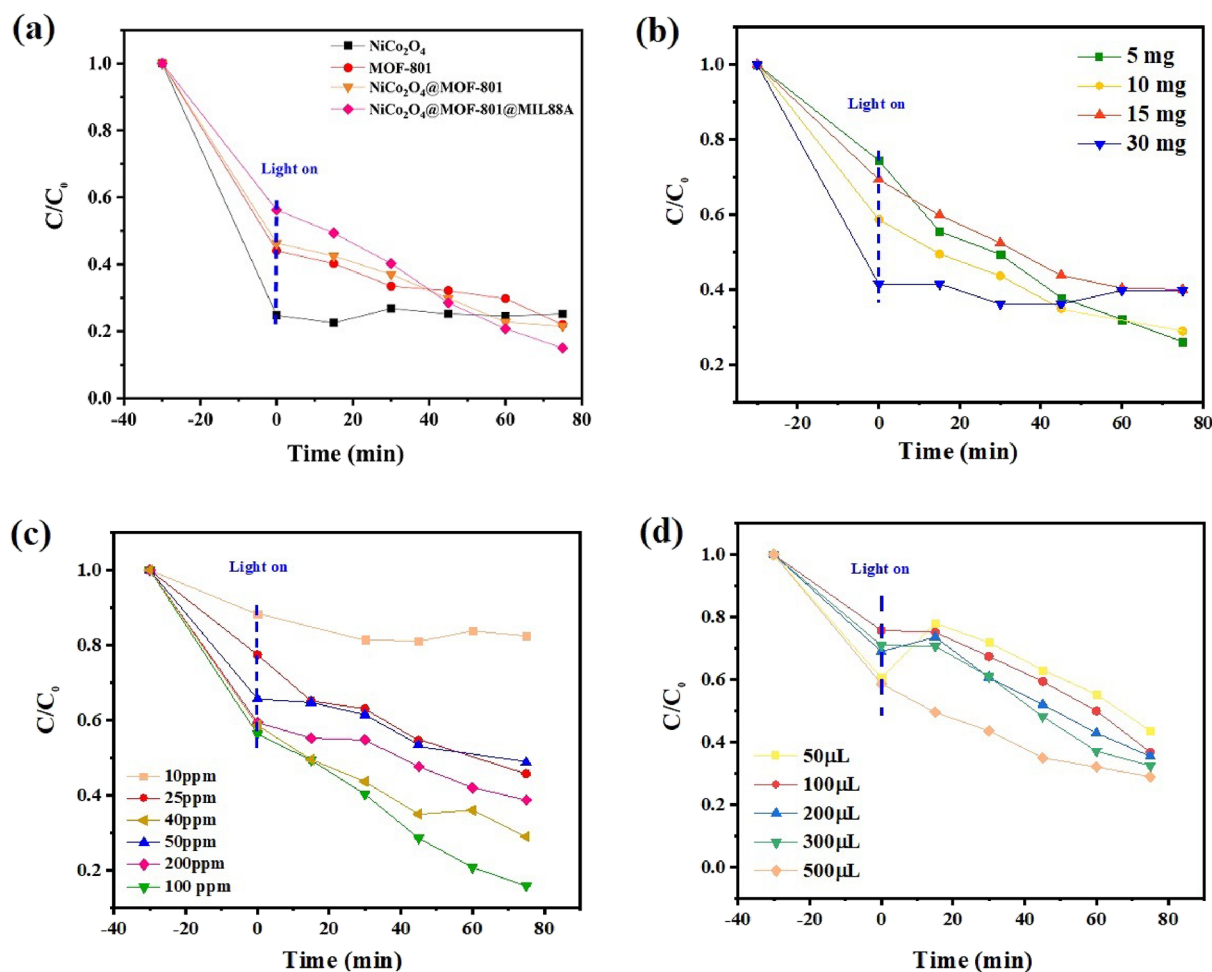 (a)
NiCo₂O₄
MOF-801
NiCo₂O₄@MOF-801
NiCo₂O₄@MOF-801@MIL88A
Light on
C/C₀
1.0
0.8
0.6
0.4
0.2
0.0
-40 -20 0 20 40 60 80
Time (min)
(b)
5 mg
10 mg
15 mg
30 mg
Light on
C/C₀
1.0
0.8
0.6
0.4
0.2
-20 0 20 40 60 80
Time (min)
(c)
Light on
C/C₀
1.0
0.8
0.6
0.4
0.2
10ppm
25ppm
40ppm
50ppm
200ppm
100 ppm
-40 -20 0 20 40 60 80
Time (min)
(d)
Light on
C/C₀
1.0
0.8
0.6
0.4
0.2
0.0
50μL
100μL
200μL
300μL
500μL
-40 -20 0 20 40 60 80
Time (min)